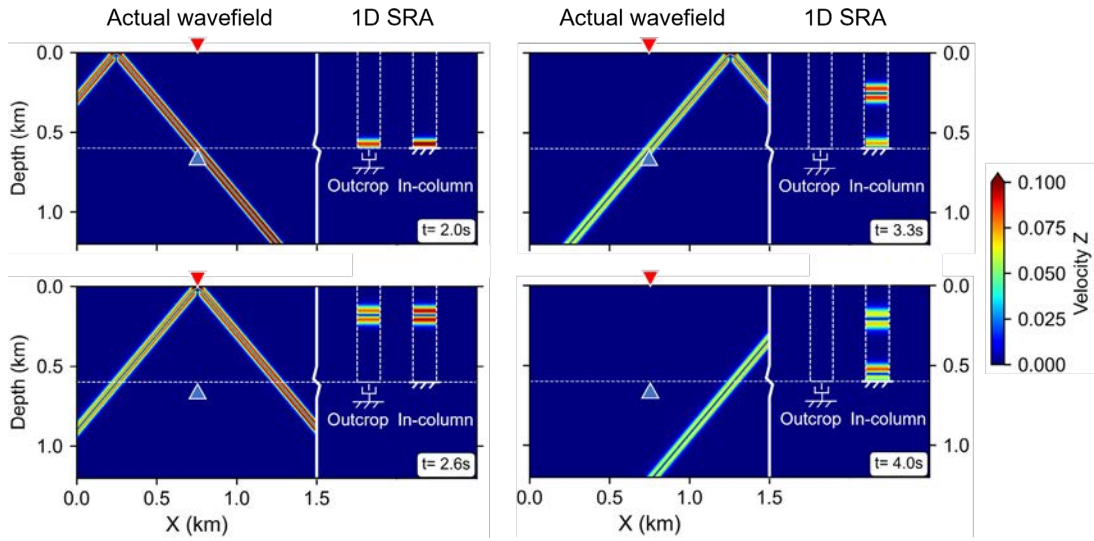 Actual wavefield 1D SRA Actual wavefield 1D SRA
0.0 0.0
Depth (km) 0.5 0.5
Outcrop In-column Outcrop In-column
1.0 1.0
t= 2.0s t= 3.3s
0.0 0.0
Depth (km) 0.5 0.5
Outcrop In-column Outcrop In-column
1.0 1.0
t= 2.6s t= 4.0s
0.0 0.5 1.0 1.5 0.0 0.5 1.0 1.5
X (km) X (km)
0.100
0.075
0.050
0.025
0.000
Velocity Z